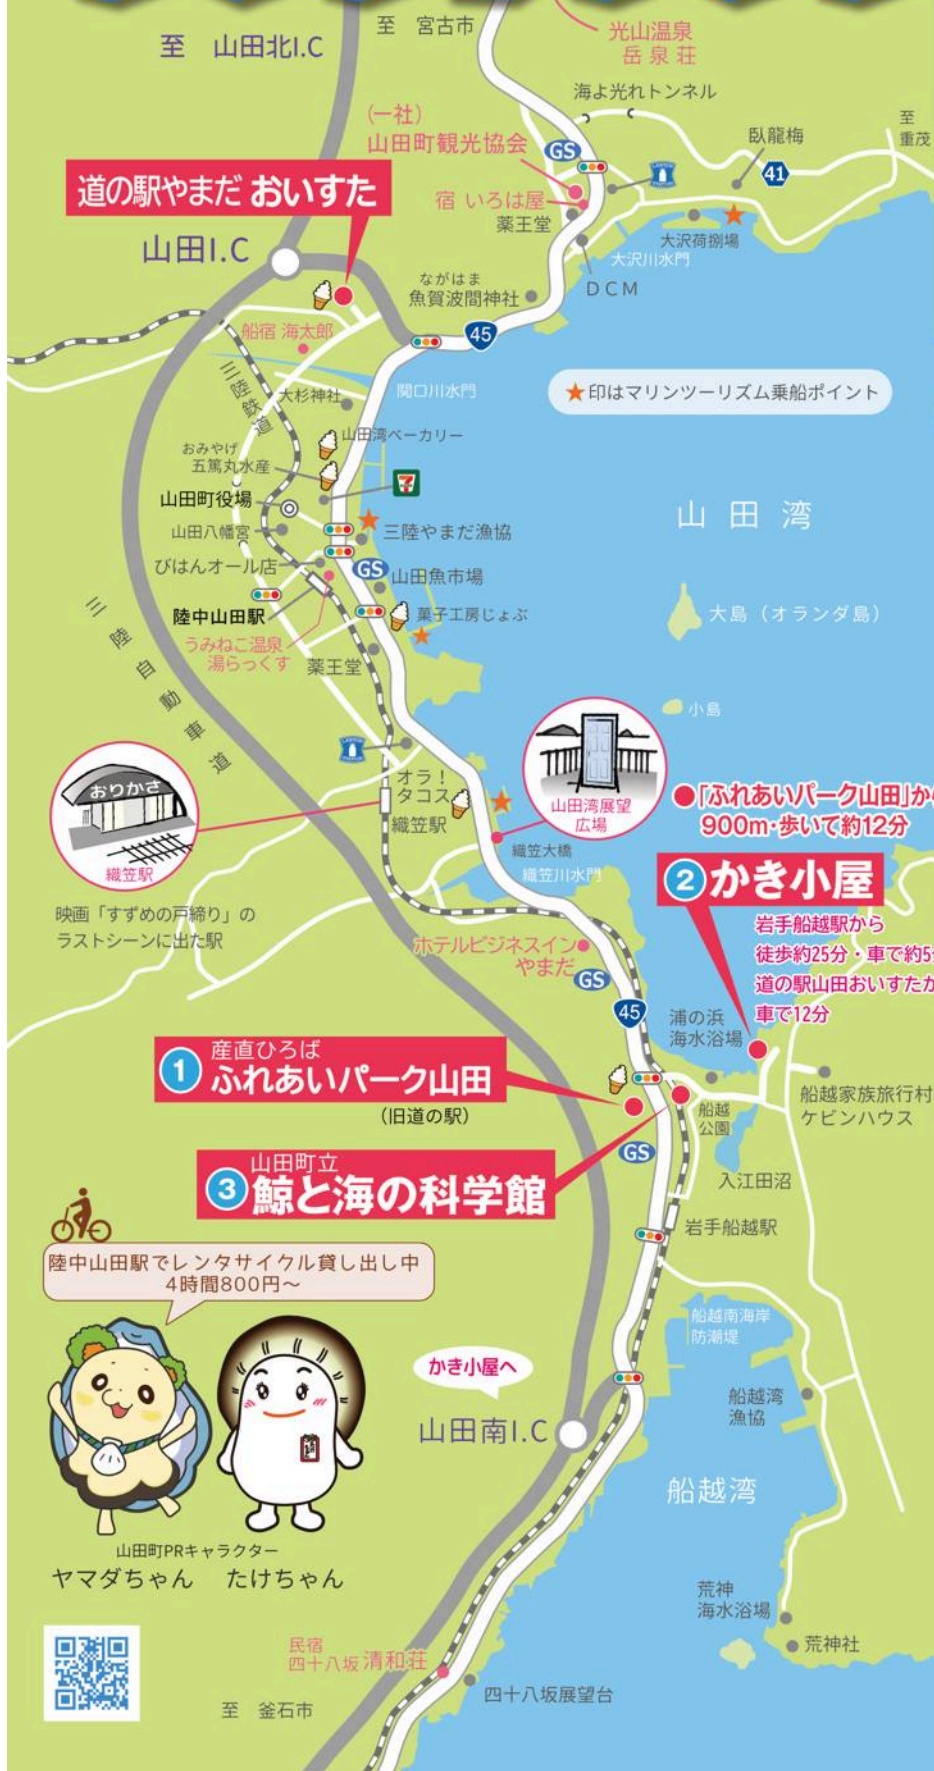 至 宮古市
至 山田北I.C
光山温泉
岳泉荘
海よ光れトンネル
(一社)
山田町観光協会
GS
臥龍梅
至
重茂
41
道の駅やまだ おいすた
宿 いろは屋
薬王堂
大沢荷捌場
大沢川水門
山田I.C
DCM
ながはま
魚賀波間神社
45
船宿 海太郎
三陸鉄道
大杉神社
関口川水門
★印はマリンツーリズム乗船ポイント
山田湾ベーカリー
おみやげ
五篤丸水産
7
山田町役場
山田湾
山田八幡宮
三陸やまだ漁協
びはんオール店
GS
山田魚市場
陸中山田駅
菓子工房じょぶ
大島（オランダ島）
うみねこ温泉
湯らっくす
薬王堂
三陸自動車道
小島
おりかさ
織笠駅
オラ！
タコス
織笠駅
山田湾展望
広場
●「ふれあいパーク山田」か
900m・歩いて約12分
織笠大橋
織笠川水門
②かき小屋
映画「すずめの戸締り」の
ラストシーンに出た駅
岩手船越駅から
徒歩約25分・車で約5
道の駅山田おいすたか
車で12分
ホテルビジネスイン
やまだ
GS
45
浦の浜
海水浴場
① 産直ひろば
ふれあいパーク山田
(旧道の駅)
船越
公園
船越家族旅行村
ケビンハウス
GS
③ 山田町立
鯨と海の科学館
入江田沼
岩手船越駅
陸中山田駅でレンタサイクル貸し出し中
4時間800円～
船越南海岸
防潮堤
かき小屋へ
山田南I.C
船越湾
漁協
船越湾
山田町PRキャラクター
ヤマダちゃん たけちゃん
荒神
海水浴場
荒神社
民宿
四十八坂 清和荘
四十八坂展望台
至 釜石市